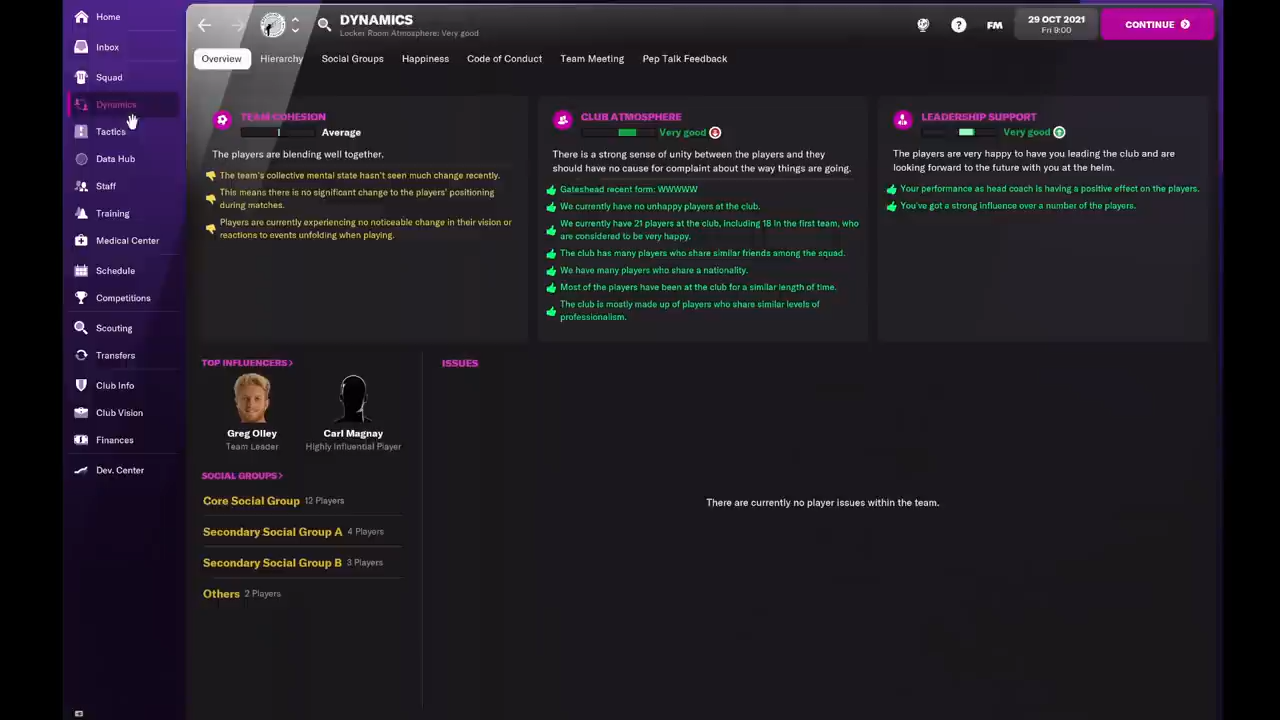 Home
Inbox
Squad
Dynamics
Tactics
Data Hub
Staff
Training
Medical Center
Schedule
Competitions
Scouting
Transfers
Club Info
Club Vision
Finances
Dev. Center
DYNAMICS
Locker Room Atmosphere: Very good
FM
29 OCT 2021
Fri 9:00
CONTINUE
Overview
Hierarchy
Social Groups
Happiness
Code of Conduct
Team Meeting
Pep Talk Feedback
TEAM COHESION
Average
The players are blending well together.
The team's collective mental state hasn't seen much change recently.
This means there is no significant change to the players' positioning
during matches.
Players are currently experiencing no noticeable change in their vision or
reactions to events unfolding when playing.
CLUB ATMOSPHERE
Very good
There is a strong sense of unity between the players and they
should have no cause for complaint about the way things are going.
Gateshead recent form: WWWWW
We currently have no unhappy players at the club.
We currently have 21 players at the club, including 18 in the first team, who
are considered to be very happy.
The club has many players who share similar friends among the squad.
We have many players who share a nationality.
Most of the players have been at the club for a similar length of time.
The club is mostly made up of players who share similar levels of
professionalism.
LEADERSHIP SUPPORT
Very good
The players are very happy to have you leading the club and are
looking forward to the future with you at the helm.
Your performance as head coach is having a positive effect on the players.
You've got a strong influence over a number of the players.
TOP INFLUENCERS>
Greg Olley
Team Leader
Carl Magnay
Highly Influential Player
SOCIAL GROUPS>
Core Social Group 12 Players
Secondary Social Group A 4 Players
Secondary Social Group B 3 Players
Others 2 Players
ISSUES
There are currently no player issues within the team.